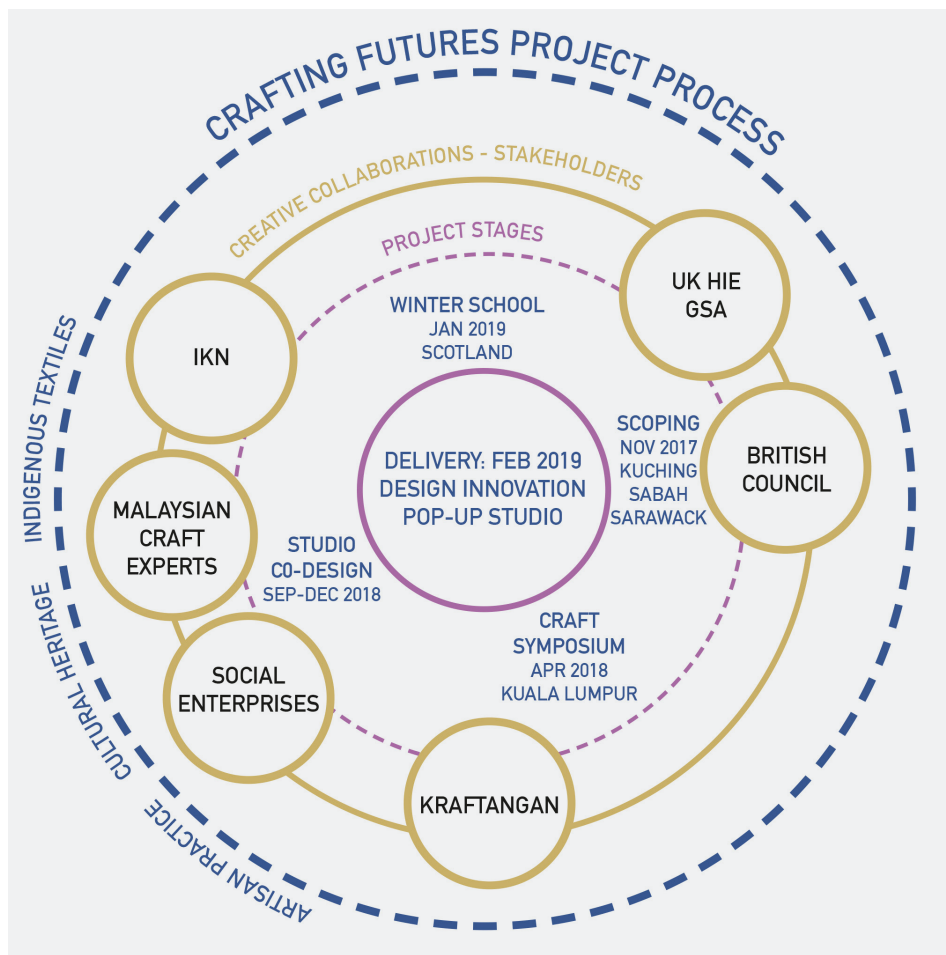 CRAFTING FUTURES PROJECT PROCESS
CREATIVE COLLABORATIONS - STAKEHOLDERS
PROJECT STAGES
UK HIE
GSA
BRITISH
COUNCIL
KRAFTANGAN
SOCIAL
ENTERPRISES
MALAYSIAN
CRAFT
EXPERTS
IKN
WINTER SCHOOL
JAN 2019
SCOTLAND
SCOPING
NOV 2017
KUCHING
SABAH
SARAWACK
CRAFT
SYMPOSIUM
APR 2018
KUALA LUMPUR
STUDIO
CO-DESIGN
SEP-DEC 2018
DELIVERY: FEB 2019
DESIGN INNOVATION
POP-UP STUDIO
INDIGENOUS TEXTILES
CULTURAL HERITAGE
ARTISAN PRACTICE